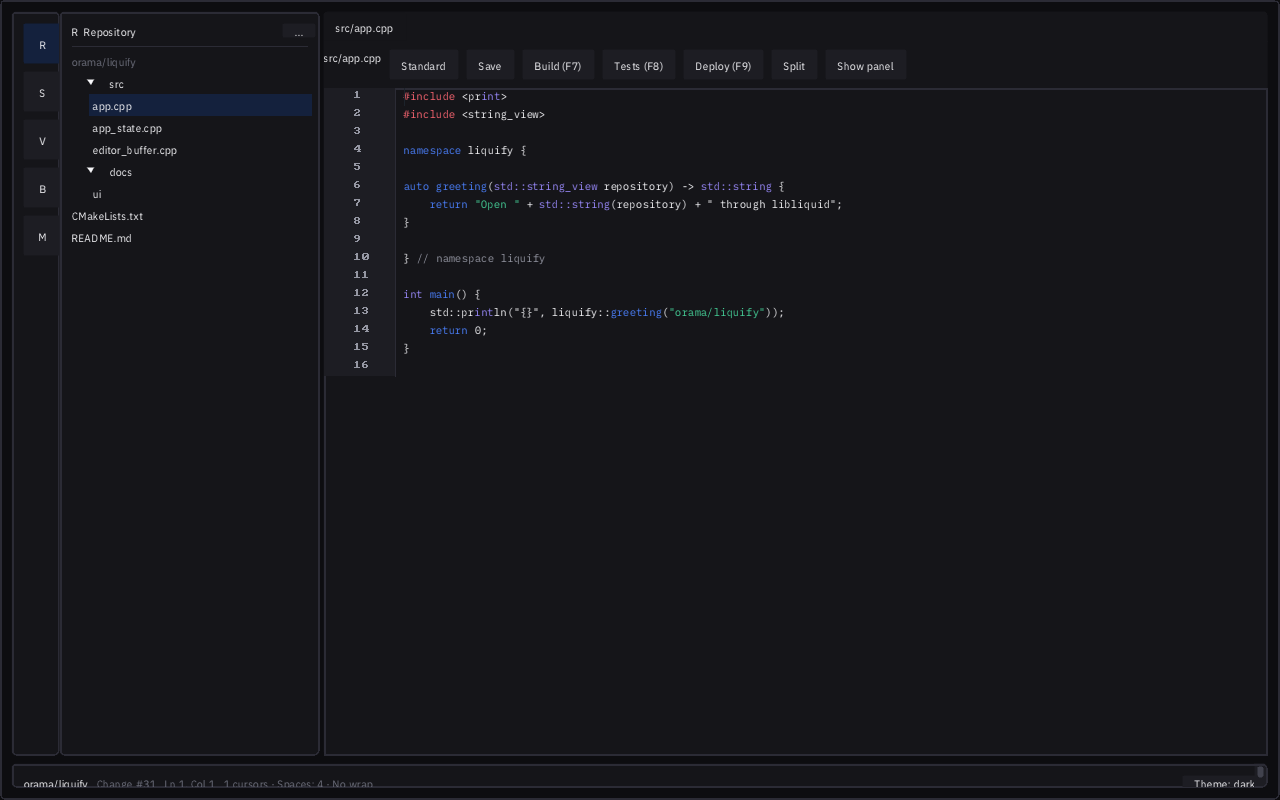 R
S
V
B
M
R Repository
...
orama/liquify
src
app.cpp
app_state.cpp
editor_buffer.cpp
docs
ui
CMakeLists.txt
README.md
src/app.cpp
src/app.cpp Standard Save Build (F7) Tests (F8) Deploy (F9) Split Show panel
1 #include <print>
2 #include <string_view>
3
4 namespace liquify {
5
6 auto greeting(std::string_view repository) -> std::string {
7     return "Open " + std::string(repository) + " through libliquid";
8 }
9
10 } // namespace liquify
11
12 int main() {
13     std::println("{}", liquify::greeting("orama/liquify"));
14     return 0;
15 }
16
orama/liquify Change #31 Ln 1, Col 1 1 cursors · Spaces: 4 · No wrap Theme: dark